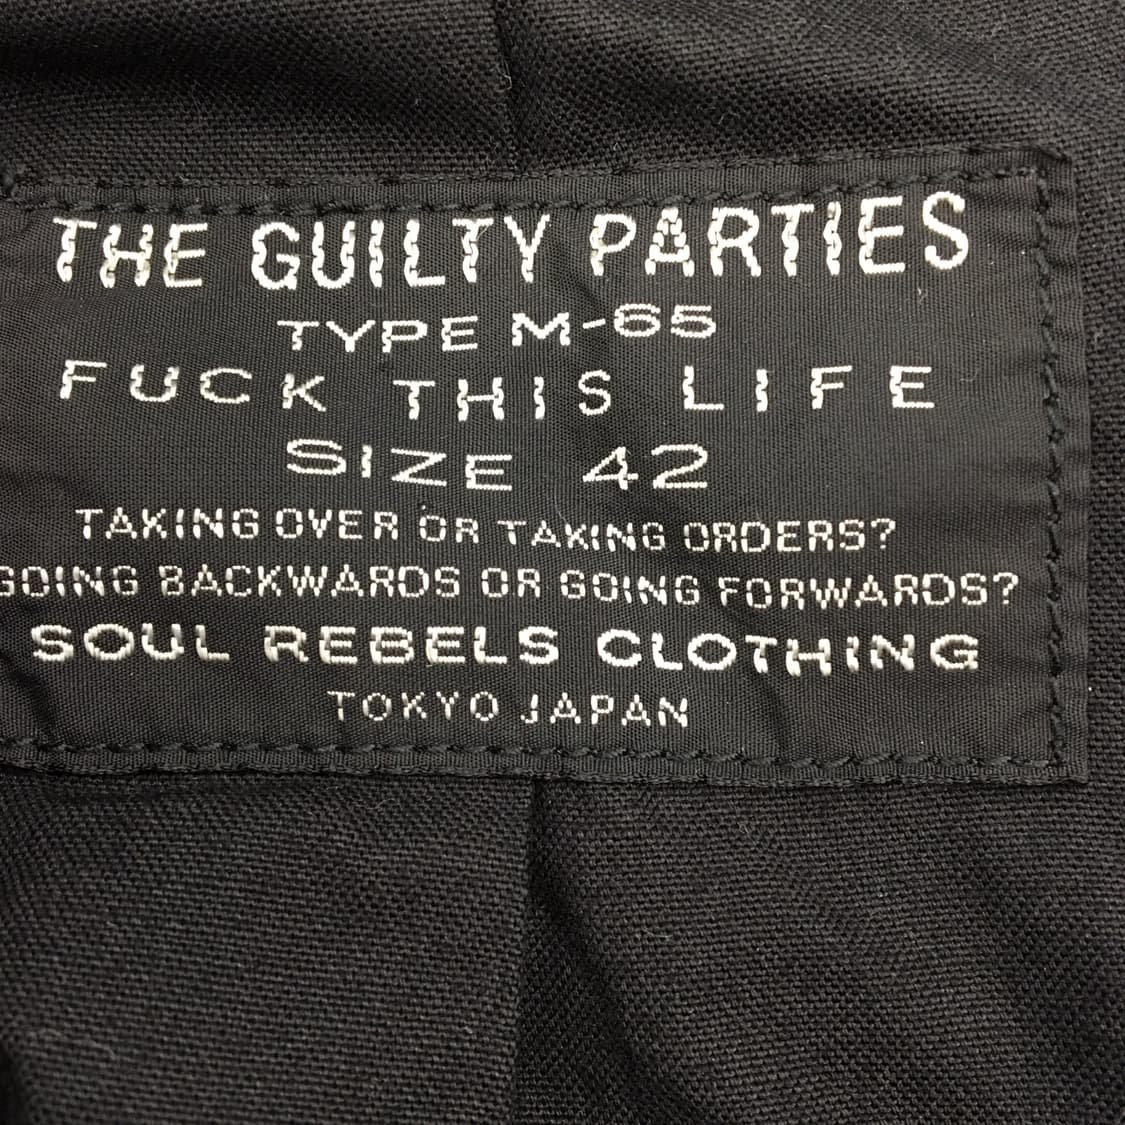 THE GUILTY PARTIES
TYPE M-65
FUCK THIS LIFE
SIZE 42
TAKING OVER OR TAKING ORDERS?
GOING BACKWARDS OR GOING FORWARDS?
SOUL REBELS CLOTHING
TOKYO JAPAN